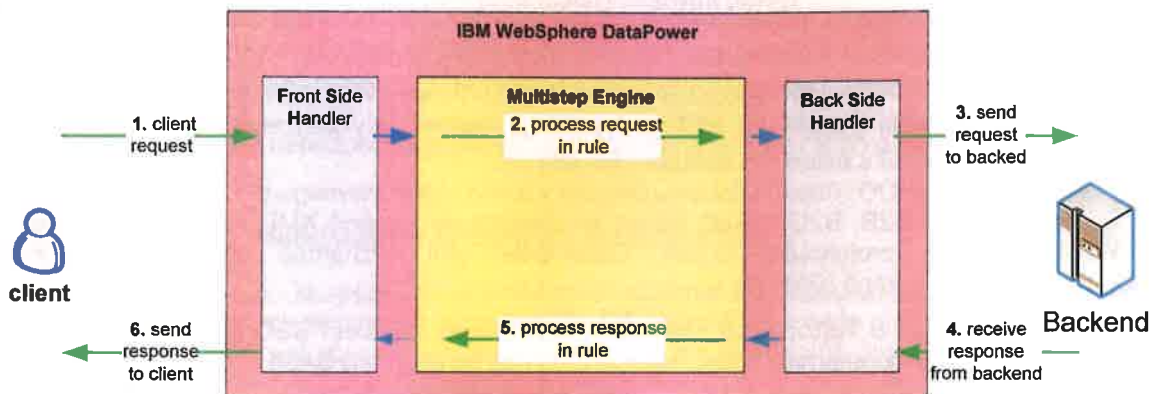 IBM WebSphere DataPower
Front Side
Handler
Multistep Engine
Back Side
Handler
1. client
request
2. process request
in rule
3. send
request
to backed
client
Backend
6. send
response
to client
5. process response
in rule
4. receive
response
from backend